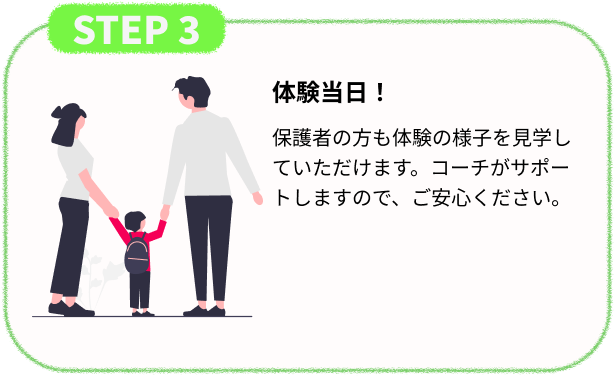 STEP 3
体験当日！
保護者の方も体験の様子を見学し
ていただけます。コーチがサポー
トしますので、ご安心ください。